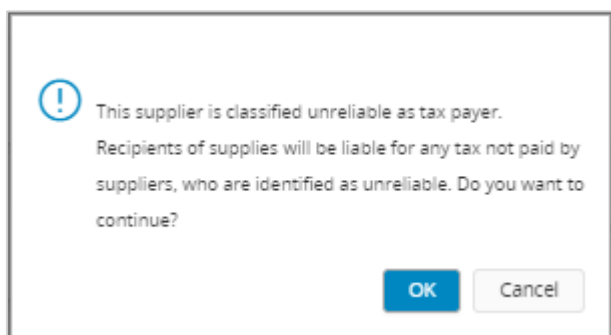 This supplier is classified unreliable as tax payer.
Recipients of supplies will be liable for any tax not paid by
suppliers, who are identified as unreliable. Do you want to
continue?
OK Cancel